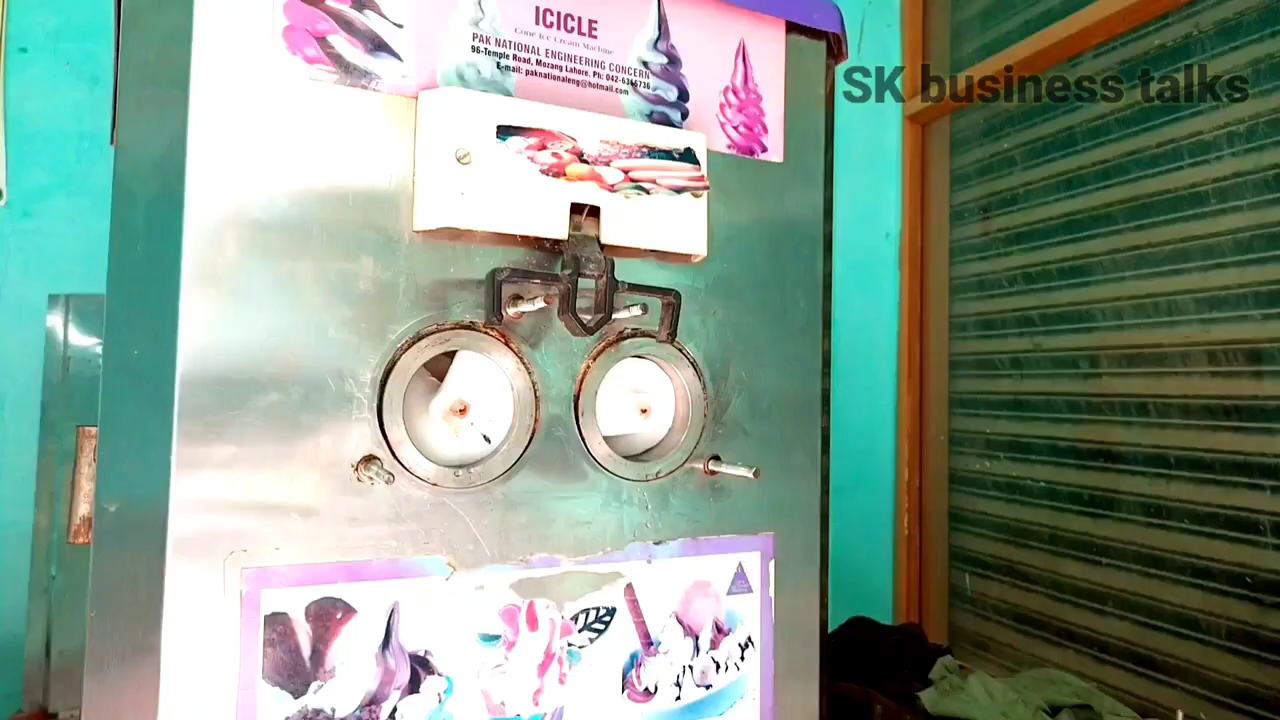 ICICLE
Cone Ice Cream Machine
PAK NATIONAL ENGINEERING CONCERN
96-Temple Road, Mozang Lahore. Ph: 042-6366736
E-mail: paknationaleng@hotmail.com
SK business talks